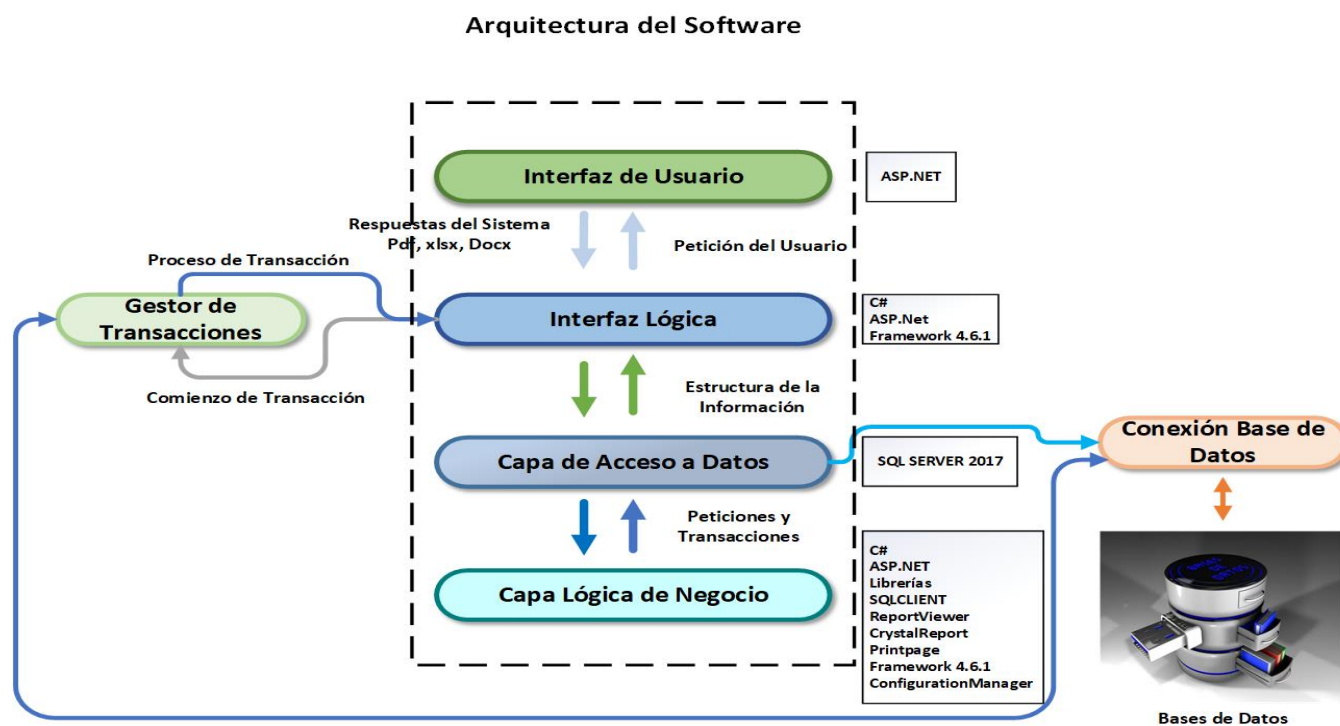 Arquitectura del Software
Interfaz de Usuario
ASP.NET
Respuestas del Sistema
Pdf, xlsx, Docx
Petición del Usuario
Proceso de Transacción
Gestor de
Transacciones
Interfaz Lógica
C#
ASP.Net
Framework 4.6.1
Comienzo de Transacción
Estructura de la
Información
Capa de Acceso a Datos
SQL SERVER 2017
Conexión Base de
Datos
Peticiones y
Transacciones
Capa Lógica de Negocio
C#
ASP.NET
Librerías
SQLCLIENT
ReportViewer
CrystalReport
Printpage
Framework 4.6.1
ConfigurationManager
BASES
DE
DATOS
Bases de Datos